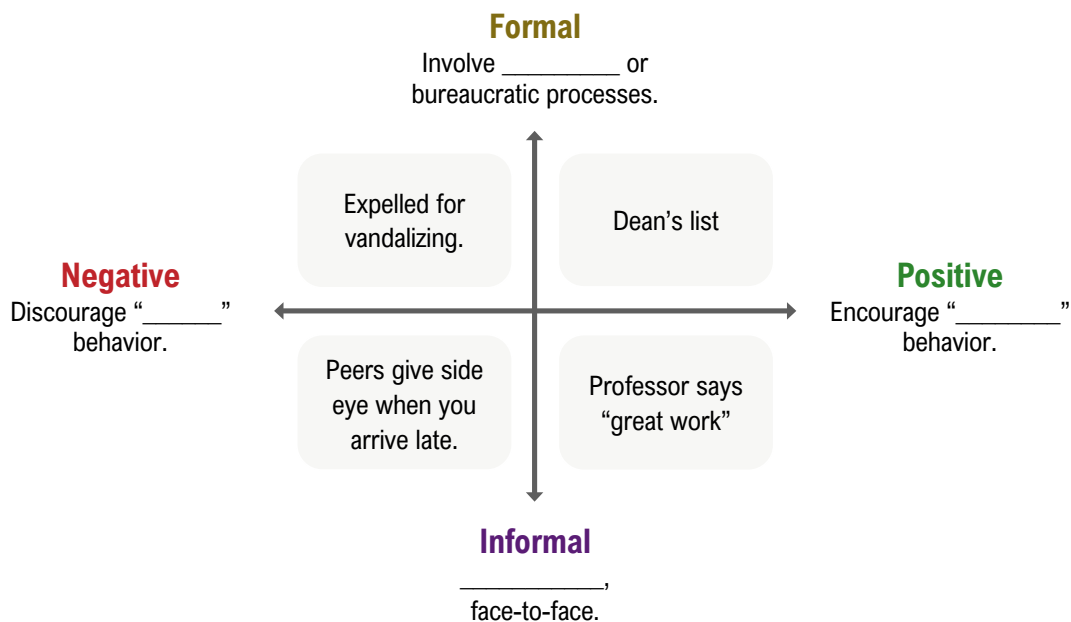 Formal
Involve _________ or
bureaucratic processes.
Expelled for
vandalizing.
Dean’s list
Negative
Discourage “______”
behavior.
Positive
Encourage “________”
behavior.
Peers give side
eye when you
arrive late.
Professor says
“great work”
Informal
___________,
face-to-face.